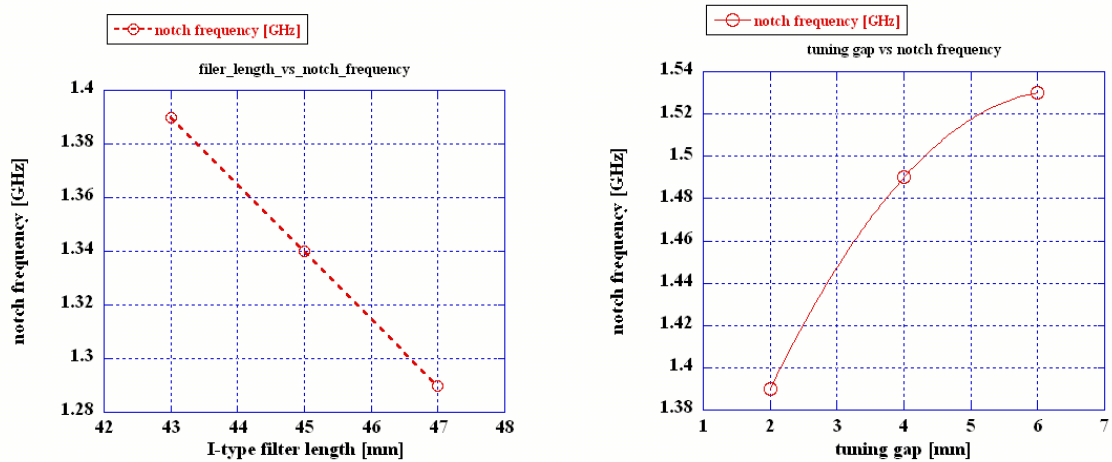 notch frequency [GHz]
filer_length_vs_notch_frequency
notch frequency [GHz]
1.4
1.38
1.36
1.34
1.32
1.3
1.28
42 43 44 45 46 47 48
I-type filter length [mm]
notch frequency [GHz]
tuning gap vs notch frequency
notch frequency [GHz]
1.54
1.52
1.5
1.48
1.46
1.44
1.42
1.4
1.38
1 2 3 4 5 6 7
tuning gap [mm]